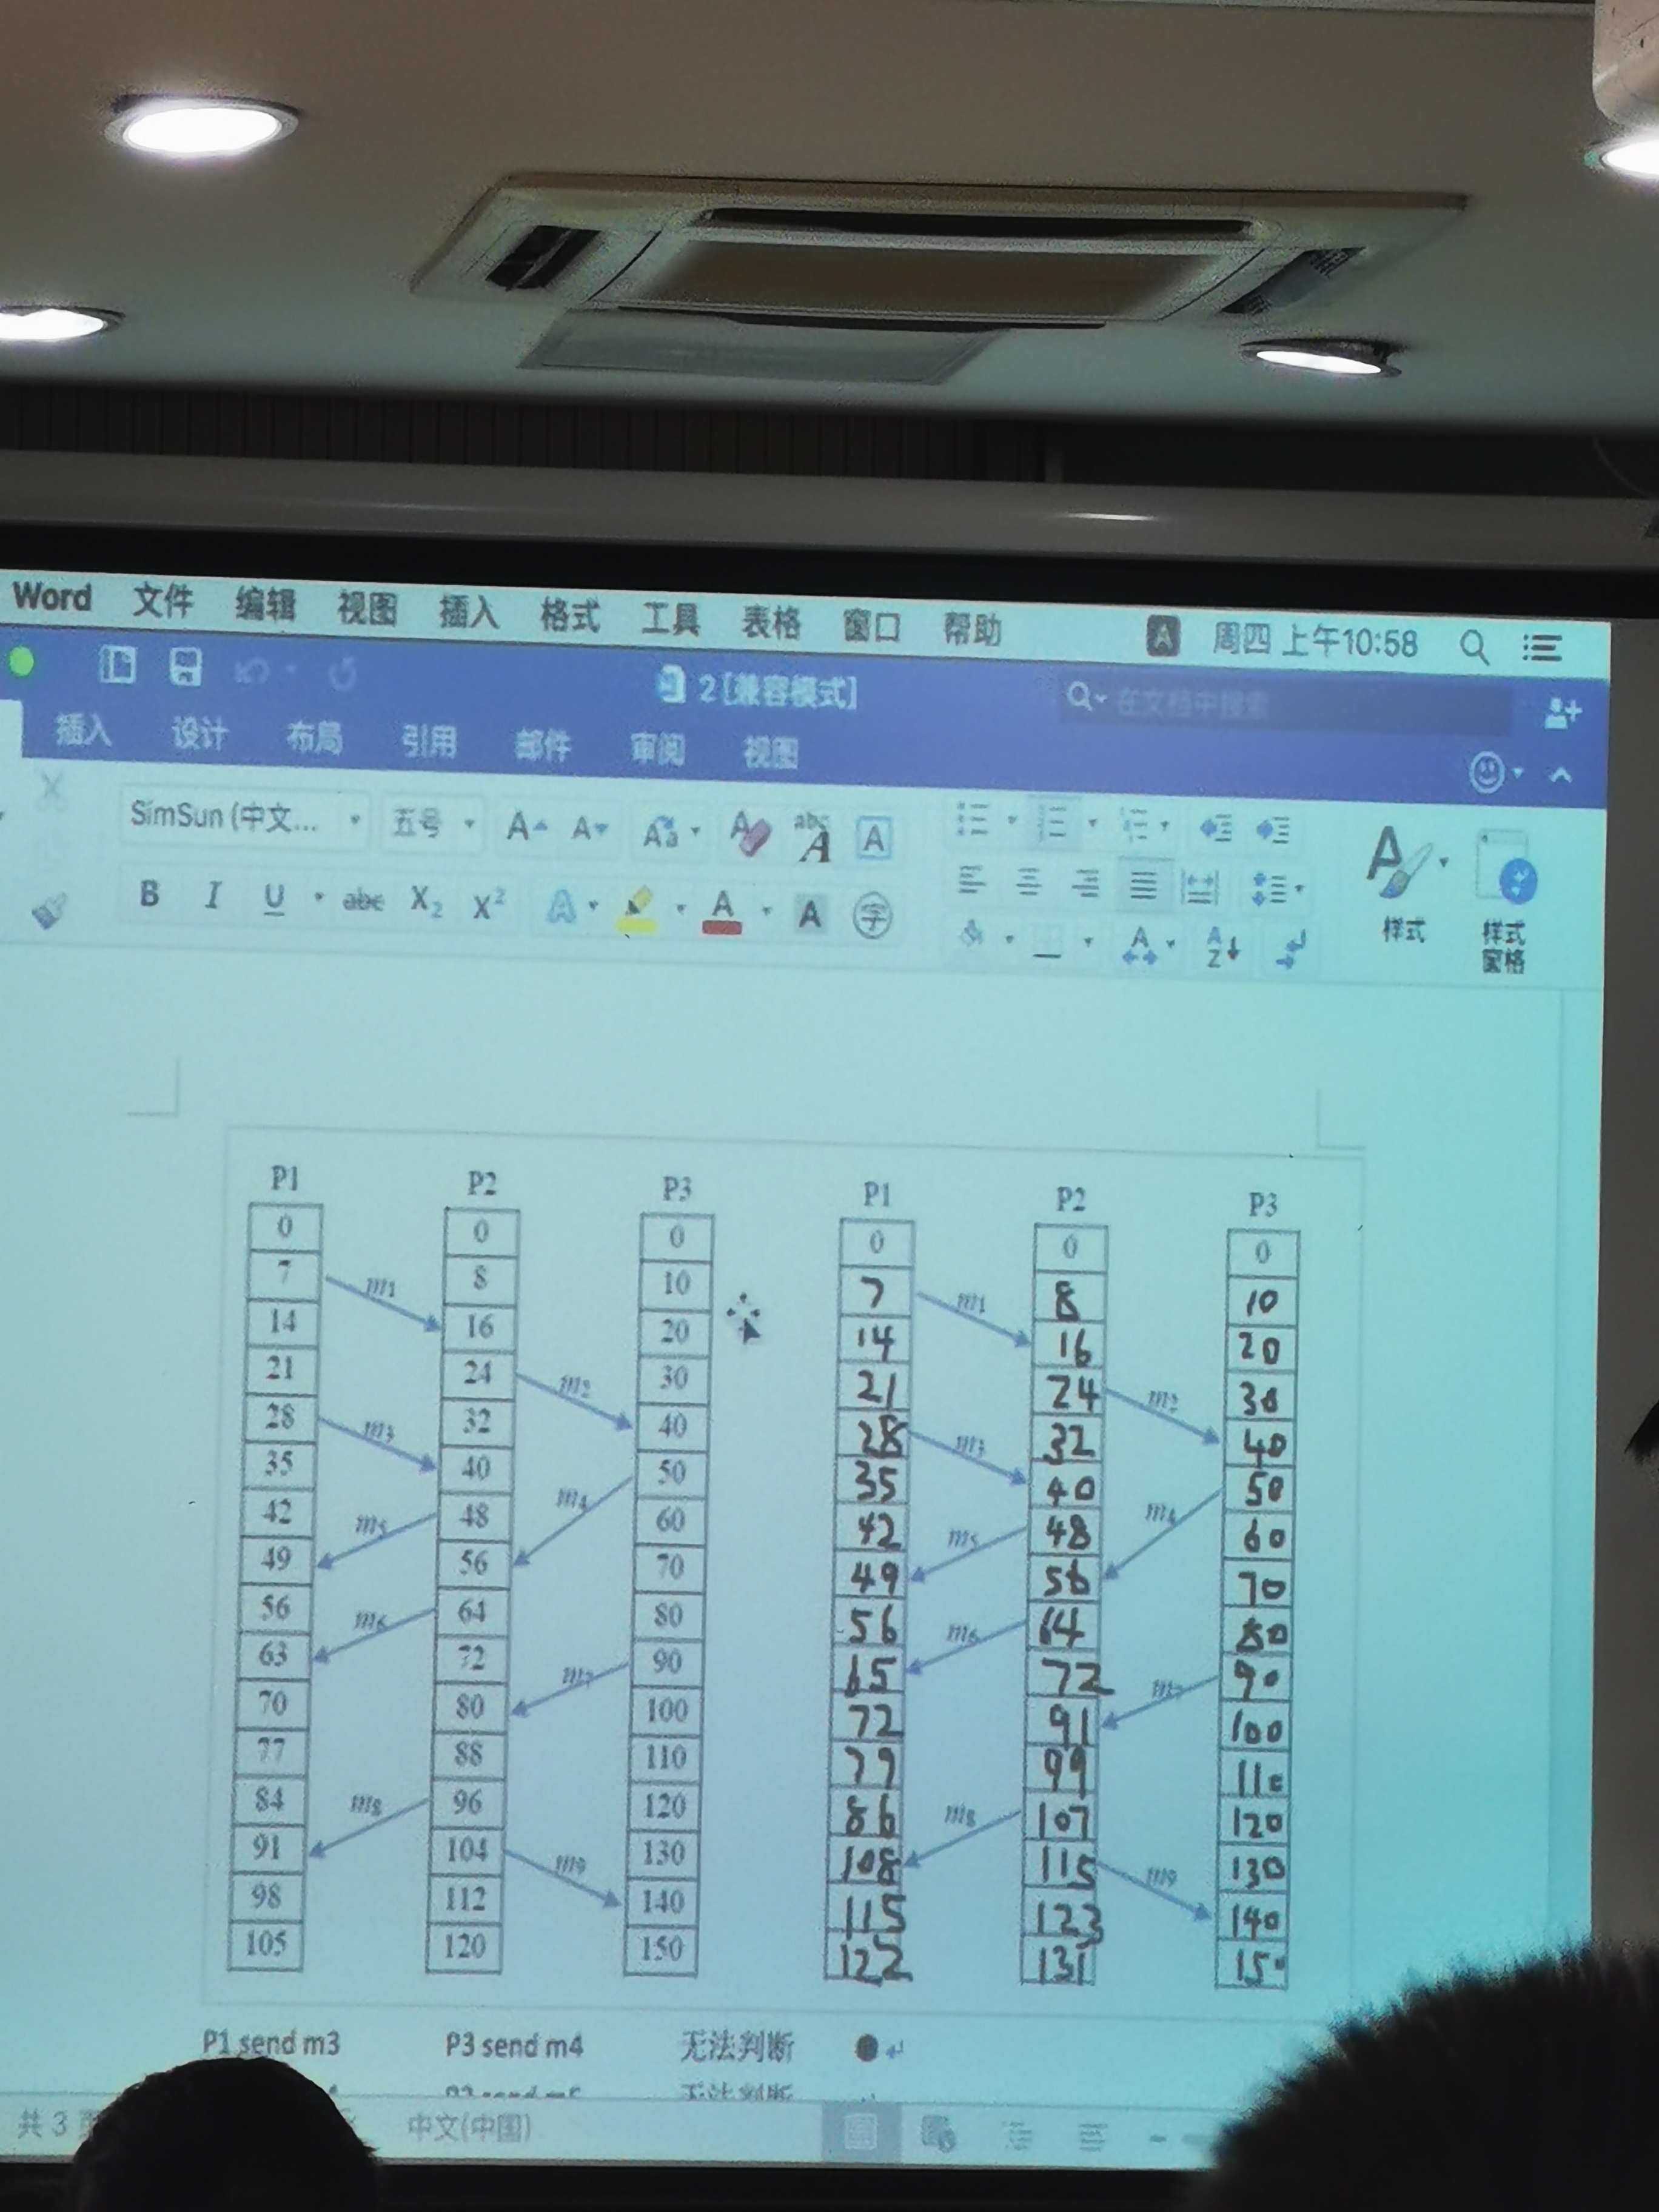 Word 文件 编辑 视图 插入 格式 工具 表格 窗口 帮助 A 周四 上午10:58
2 [兼容模式] 在文档中搜索
插入 设计 布局 引用 邮件 审阅 视图
SimSun (中文... 五号 A A Aa A abc A A
B I U abc X₂ X² A A A 字 A A Z 样式 样式窗格
P1 P2 P3 P1 P2 P3
0 0 0 0 0 0
7 m1 8 10 7 m1 8 10
14 16 20 14 16 20
21 24 m2 30 21 24 m2 30
28 m3 32 40 28 m3 32 40
35 40 50 35 40 50
42 m5 48 m4 60 42 m5 48 m4 60
49 56 70 49 56 70
56 m6 64 80 56 m6 64 80
63 72 m7 90 65 72 m7 90
70 80 100 72 91 100
77 88 110 79 99 110
84 m8 96 120 86 m8 107 120
91 104 m9 130 108 115 m9 130
98 112 140 115 123 140
105 120 150 122 131 150
P1 send m3 P3 send m4 无法判断
无法判断
共 3 中文(中国)